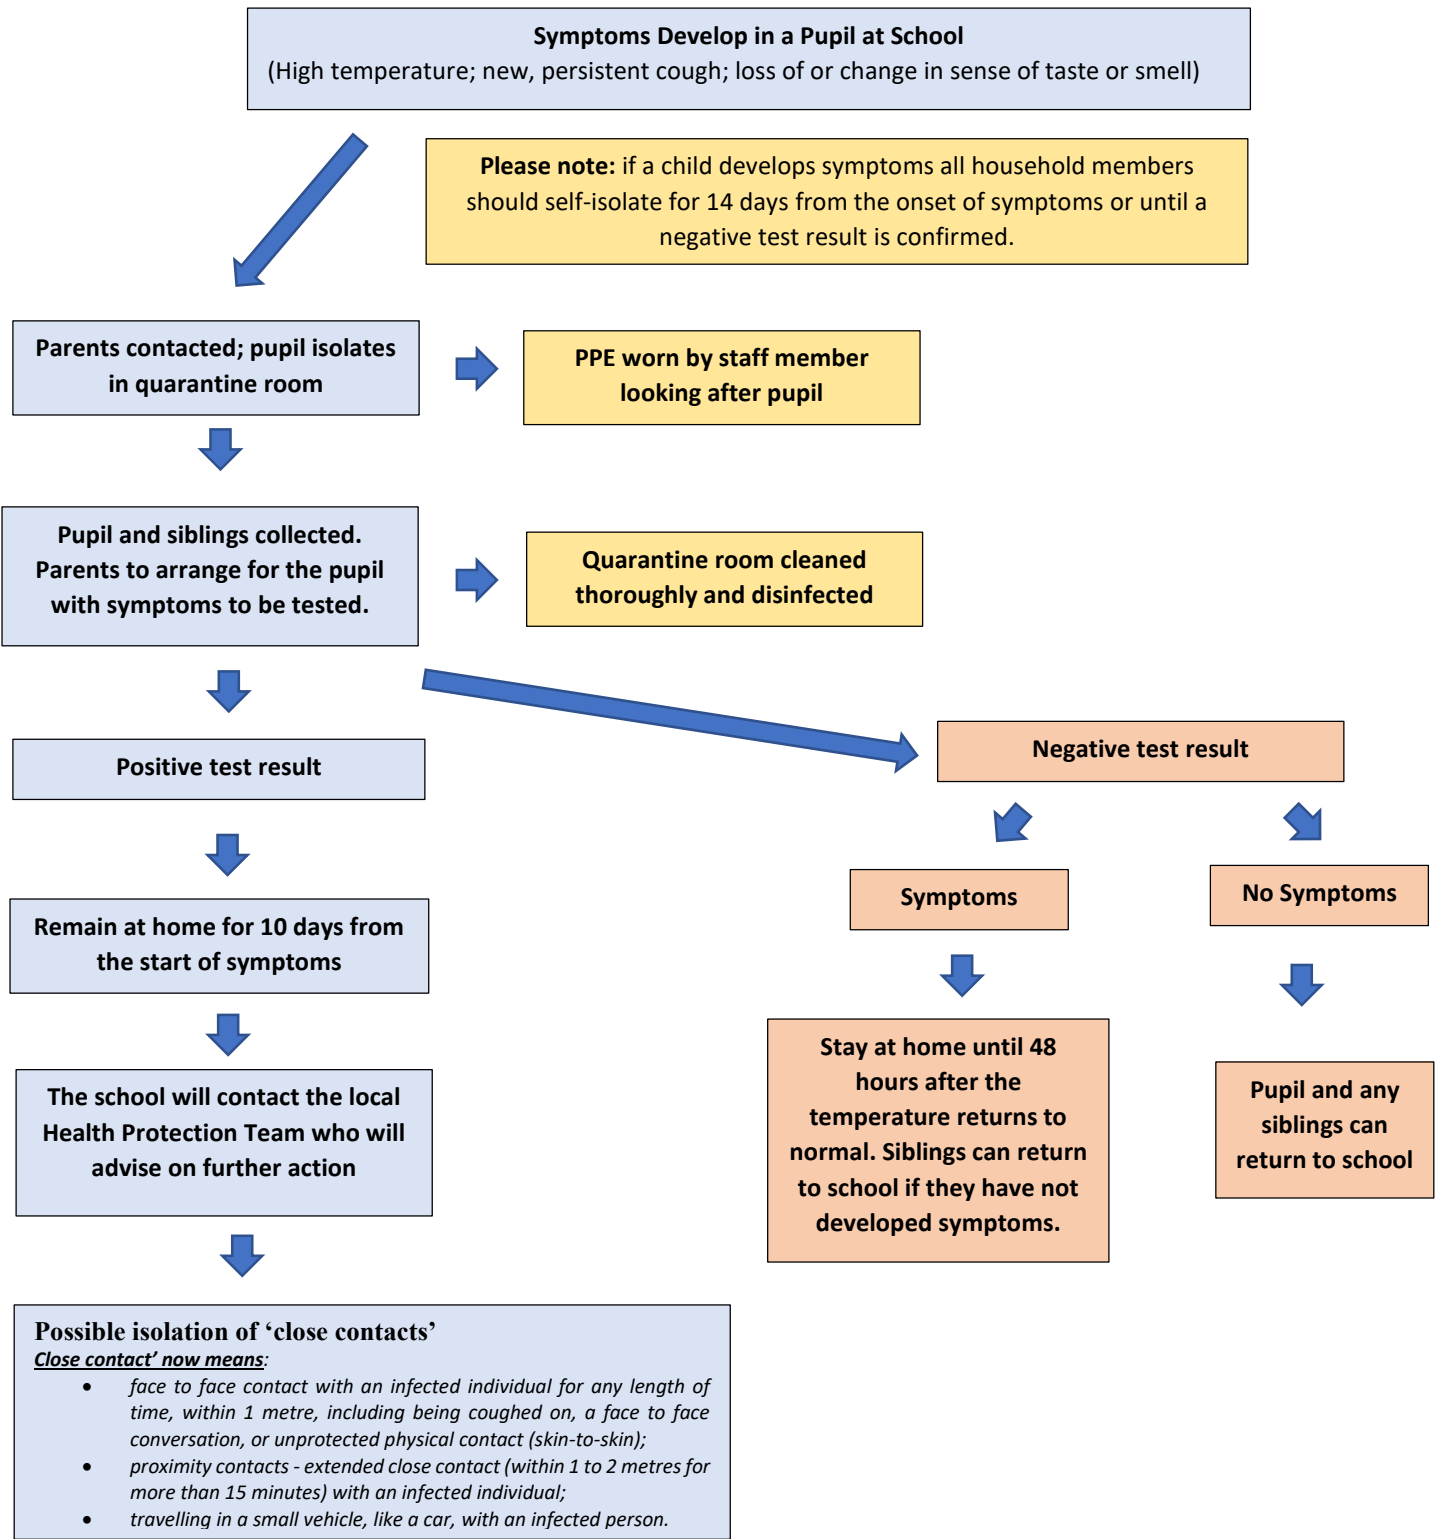 Symptoms Develop in a Pupil at School
(High temperature; new, persistent cough; loss of or change in sense of taste or smell)
Please note: if a child develops symptoms all household members
should self-isolate for 14 days from the onset of symptoms or until a
negative test result is confirmed.
Parents contacted; pupil isolates
in quarantine room
PPE worn by staff member
looking after pupil
Pupil and siblings collected.
Parents to arrange for the pupil
with symptoms to be tested.
Quarantine room cleaned
thoroughly and disinfected
Positive test result
Negative test result
Symptoms
No Symptoms
Remain at home for 10 days from
the start of symptoms
Stay at home until 48
hours after the
temperature returns to
normal. Siblings can return
to school if they have not
developed symptoms.
Pupil and any
siblings can
return to school
The school will contact the local
Health Protection Team who will
advise on further action
Possible isolation of ‘close contacts’
Close contact’ now means:
• face to face contact with an infected individual for any length of
time, within 1 metre, including being coughed on, a face to face
conversation, or unprotected physical contact (skin-to-skin);
• proximity contacts - extended close contact (within 1 to 2 metres for
more than 15 minutes) with an infected individual;
• travelling in a small vehicle, like a car, with an infected person.